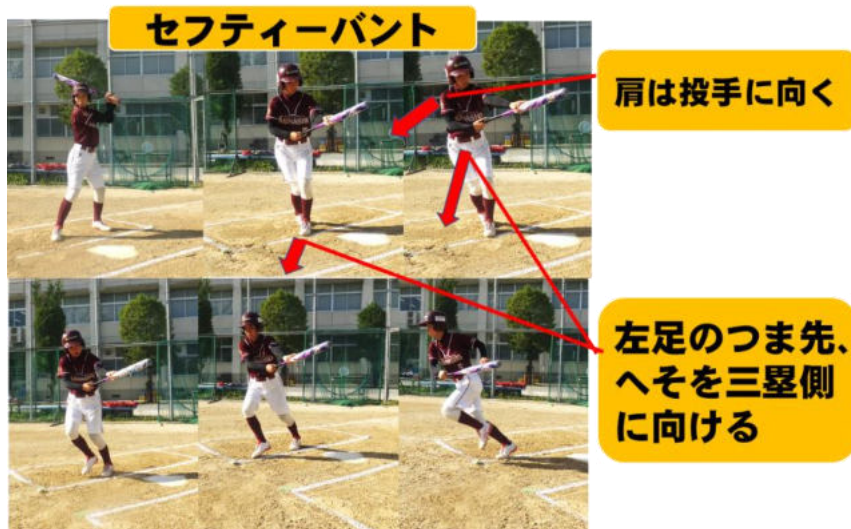 セフティーバント
肩は投手に向く
左足のつま先、
へそを三塁側
に向ける